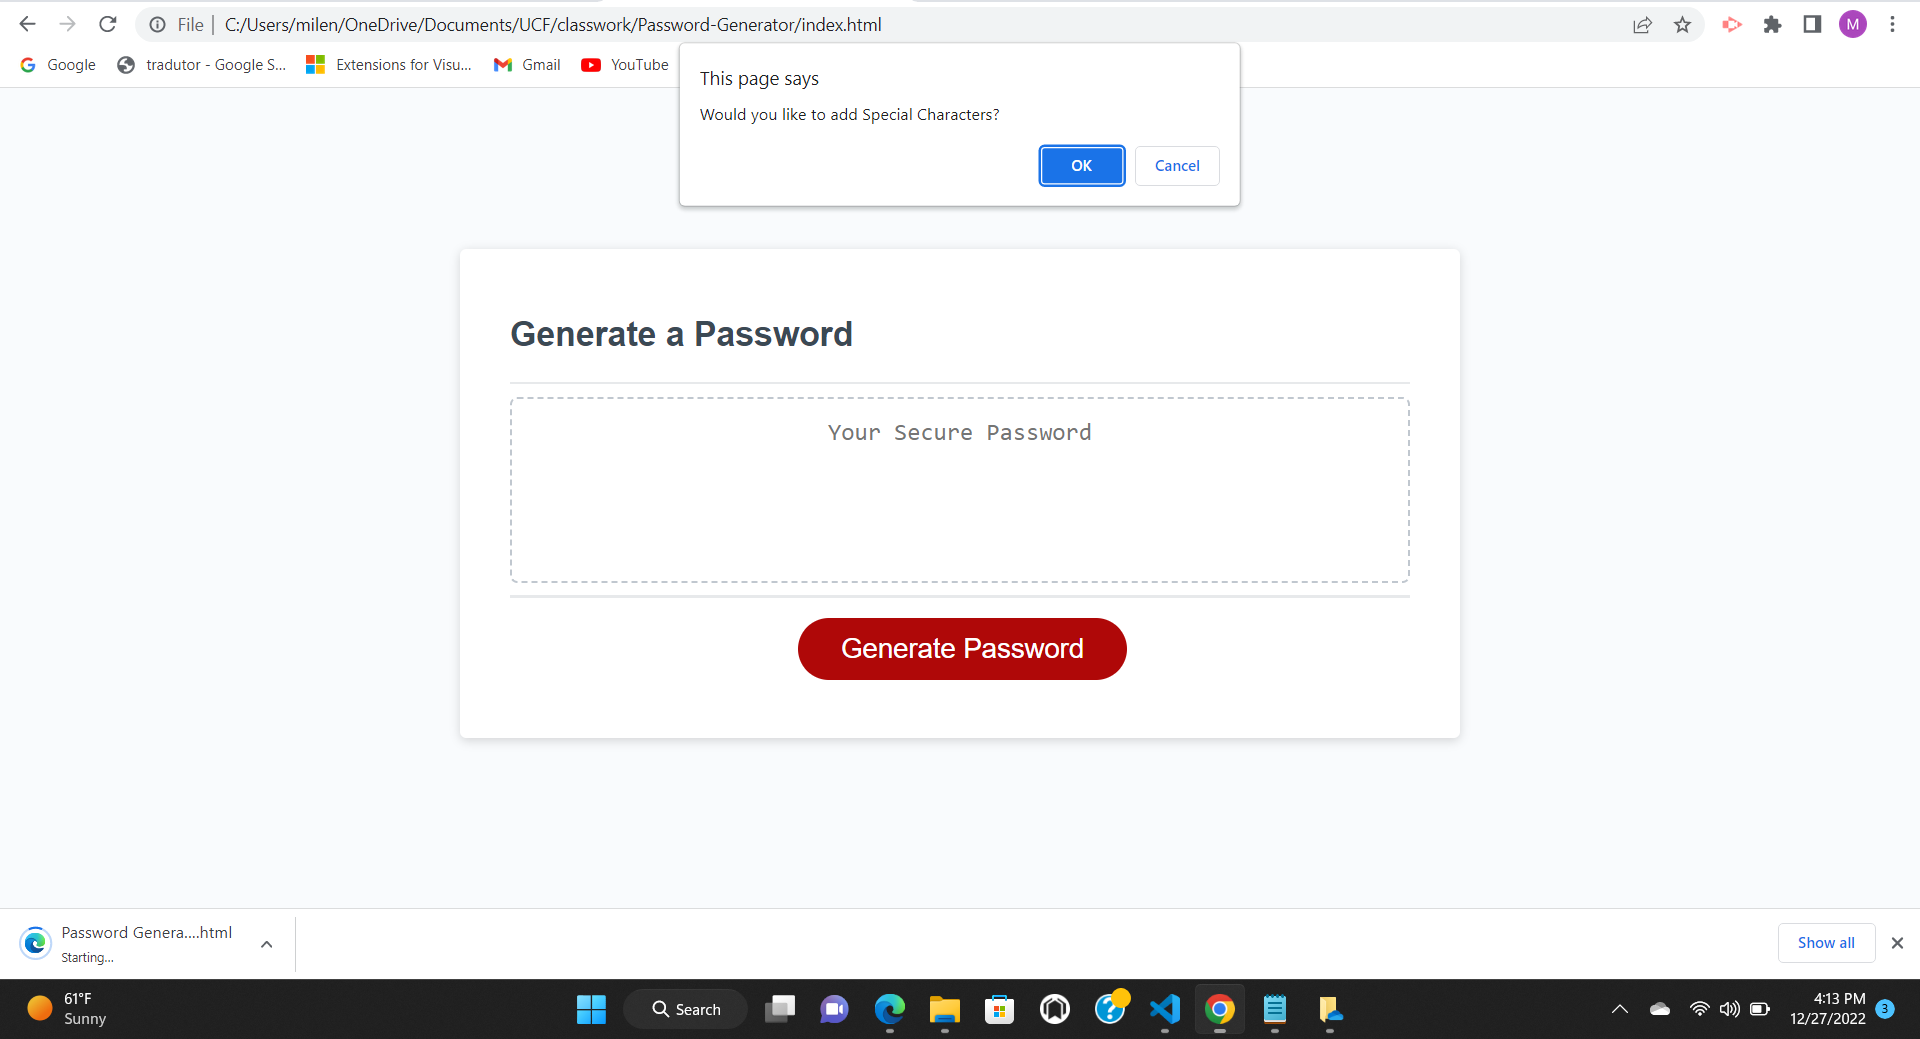 File | C:/Users/milen/OneDrive/Documents/UCF/classwork/Password-Generator/index.html
M
Google
tradutor - Google S...
Extensions for Visu...
Gmail
YouTube
This page says
Would you like to add Special Characters?
OK
Cancel
Generate a Password
Your Secure Password
Generate Password
Password Genera....html
Starting...
Show all
61°F
Sunny
Search
4:13 PM
12/27/2022
3